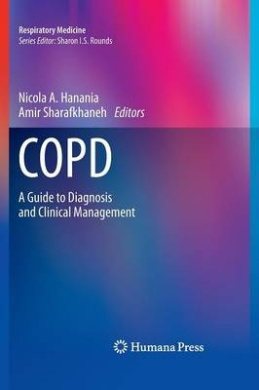 Respiratory Medicine
Series Editor: Sharon I.S. Rounds
Nicola A. Hanania
Amir Sharafkhaneh Editors
COPD
A Guide to Diagnosis
and Clinical Management
Humana Press